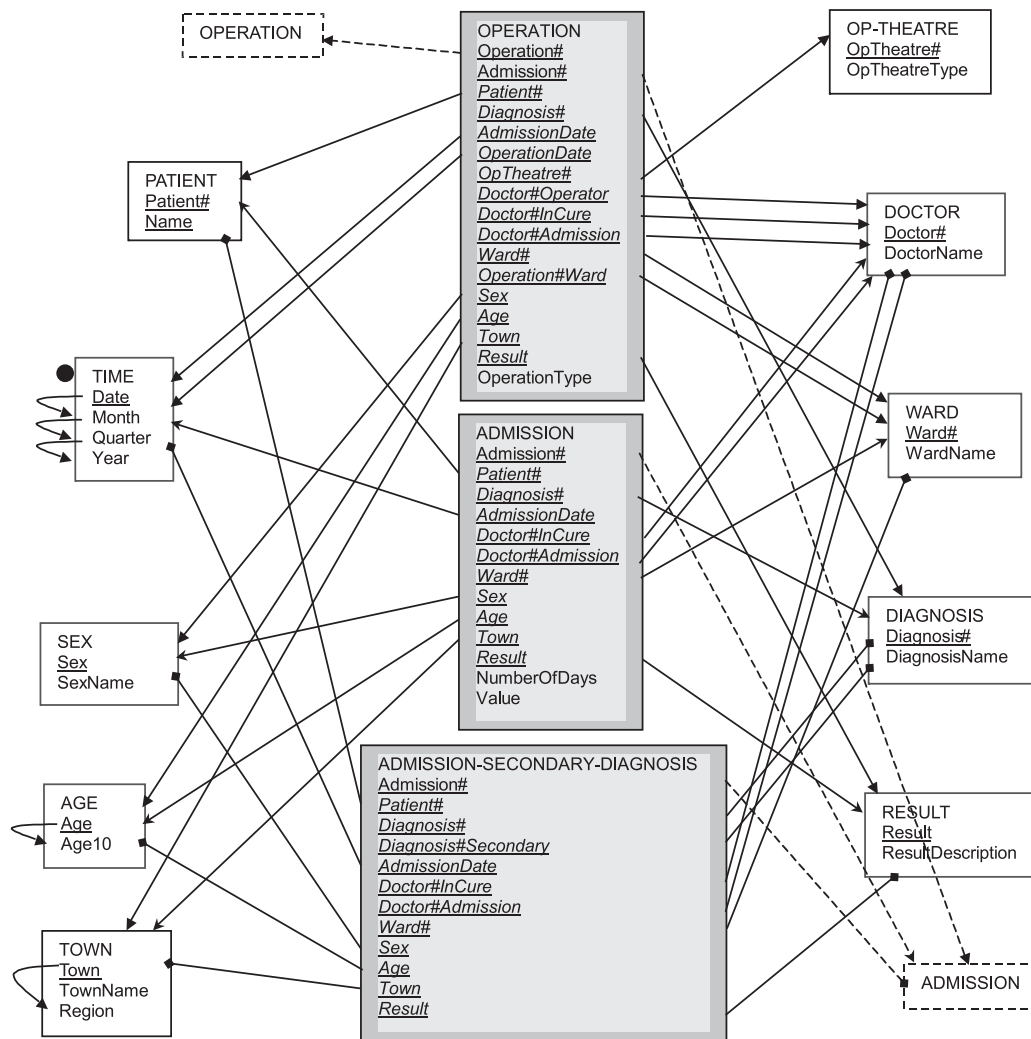 OPERATION
OPERATION
Operation#
Admission#
Patient#
Diagnosis#
AdmissionDate
OperationDate
OpTheatre#
Doctor#Operator
Doctor#InCure
Doctor#Admission
Ward#
Operation#Ward
Sex
Age
Town
Result
OperationType
OP-THEATRE
OpTheatre#
OpTheatreType
PATIENT
Patient#
Name
DOCTOR
Doctor#
DoctorName
TIME
Date
Month
Quarter
Year
ADMISSION
Admission#
Patient#
Diagnosis#
AdmissionDate
Doctor#InCure
Doctor#Admission
Ward#
Sex
Age
Town
Result
NumberOfDays
Value
WARD
Ward#
WardName
SEX
Sex
SexName
DIAGNOSIS
Diagnosis#
DiagnosisName
AGE
Age
Age10
ADMISSION-SECONDARY-DIAGNOSIS
Admission#
Patient#
Diagnosis#
Diagnosis#Secondary
AdmissionDate
Doctor#InCure
Doctor#Admission
Ward#
Sex
Age
Town
Result
RESULT
Result
ResultDescription
TOWN
Town
TownName
Region
ADMISSION